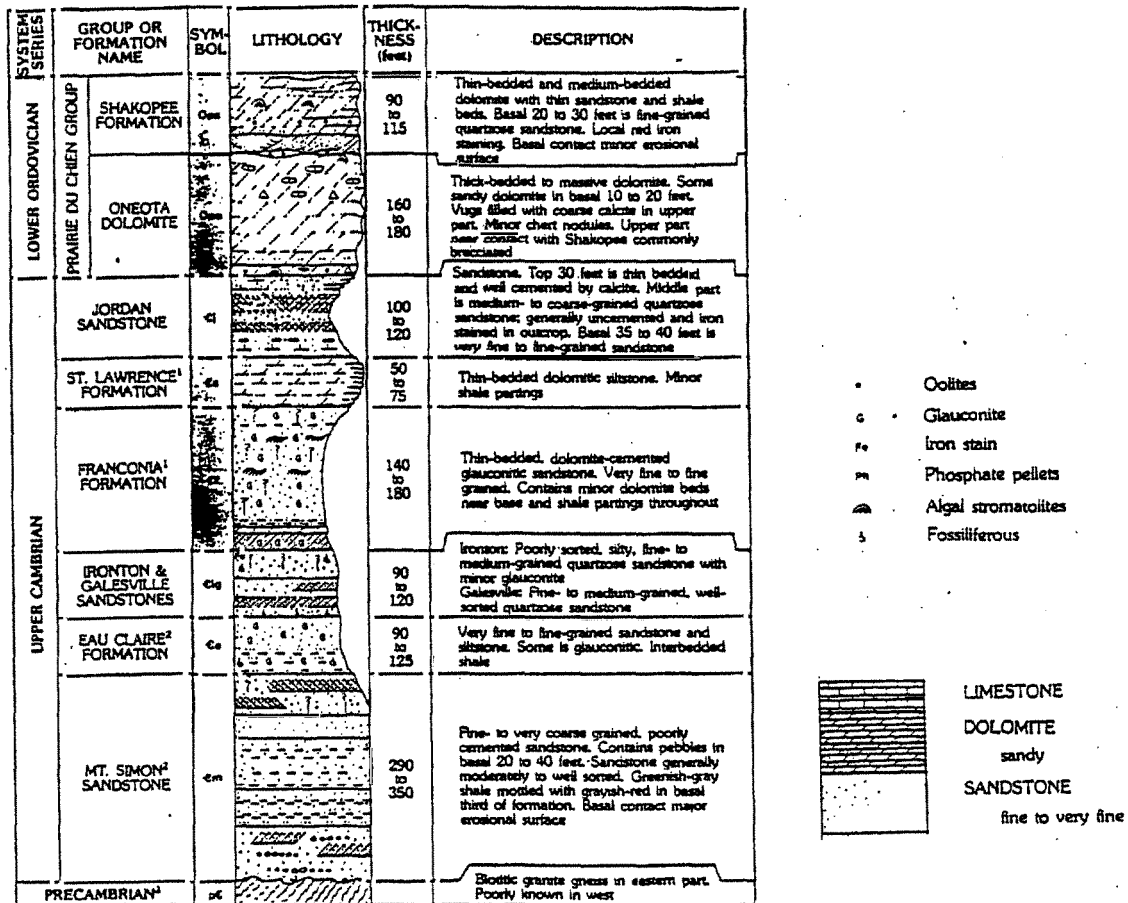 SYSTEM
SERIES
GROUP OR
FORMATION
NAME
SYM-
BOL
LITHOLOGY
THICK-
NESS
(feet)
DESCRIPTION
LOWER ORDOVICIAN
PRAIRIE DU CHIEN GROUP
SHAKOPEE
FORMATION
90
to
115
Thin-bedded and medium-bedded
dolomite with thin sandstone and shale
beds. Basal 20 to 30 feet is fine-grained
quartzose sandstone. Local red iron
staining. Basal contact minor erosional
surface
ONEOTA
DOLOMITE
160
to
180
Thick-bedded to massive dolomite. Some
sandy dolomite in basal 10 to 20 feet.
Vugs filled with coarse calcite in upper
part. Minor chert nodules. Upper part
near contact with Shakopee commonly
brecciated
UPPER CAMBRIAN
JORDAN
SANDSTONE
100
to
120
Sandstone. Top 30 feet is thin bedded
and well cemented by calcite. Middle part
is medium- to coarse-grained quartzose
sandstone; generally uncemented and iron
stained in outcrop. Basal 35 to 40 feet is
very fine to fine-grained sandstone
ST. LAWRENCE¹
FORMATION
50
to
75
Thin-bedded dolomitic siltstone. Minor
shale partings
FRANCONIA¹
FORMATION
140
to
180
Thin-bedded, dolomite-cemented
glauconitic sandstone. Very fine to fine
grained. Contains minor dolomite beds
near base and shale partings throughout
IRONTON &
GALESVILLE
SANDSTONES
Єig
90
to
120
Ironton: Poorly sorted, silty, fine- to
medium-grained quartzose sandstone with
minor glauconite
Galesville: Fine- to medium-grained, well-
sorted quartzose sandstone
EAU CLAIRE²
FORMATION
Єe
90
to
125
Very fine to fine-grained sandstone and
siltstone. Some is glauconitic. Interbedded
shale
MT. SIMON²
SANDSTONE
Єm
290
to
350
Fine- to very coarse grained, poorly
cemented sandstone. Contains pebbles in
basal 20 to 40 feet. Sandstone generally
moderately to well sorted. Greenish-gray
shale mottled with grayish-red in basal
third of formation. Basal contact major
erosional surface
PRECAMBRIAN³
pЄ
Biotitic granite gneiss in eastern part.
Poorly known in west
Oolites
G Glauconite
Fe Iron stain
PH Phosphate pellets
Algal stromatolites
Fossiliferous
LIMESTONE
DOLOMITE
sandy
SANDSTONE
fine to very fine